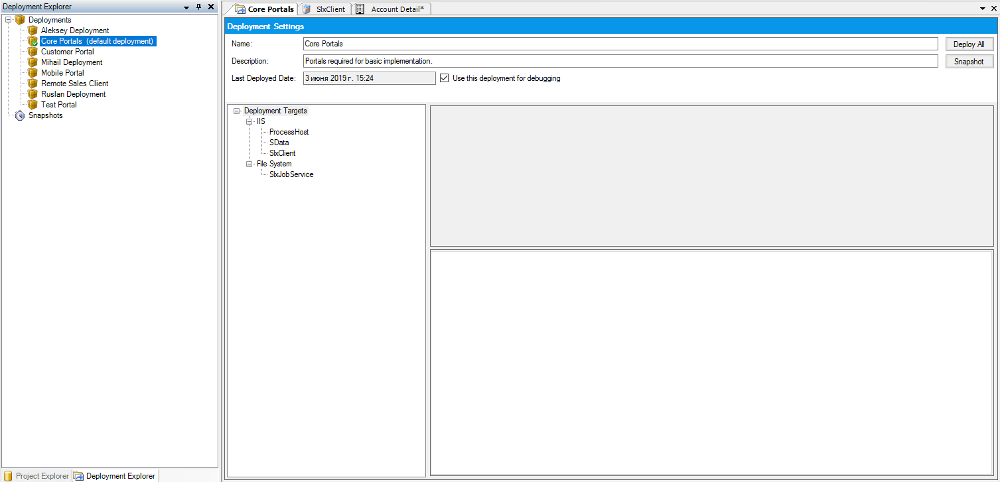 Deployment Explorer
Deployments
Aleksey Deployment
Core Portals (default deployment)
Customer Portal
Mihail Deployment
Mobile Portal
Remote Sales Client
Ruslan Deployment
Test Portal
Snapshots
Project Explorer
Deployment Explorer
Core Portals
SlxClient
Account Detail*
Deployment Settings
Name:
Core Portals
Deploy All
Description:
Portals required for basic implementation.
Snapshot
Last Deployed Date:
3 июня 2019 г. 15:24
Use this deployment for debugging
Deployment Targets
IIS
ProcessHost
SData
SlxClient
File System
SlxJobService